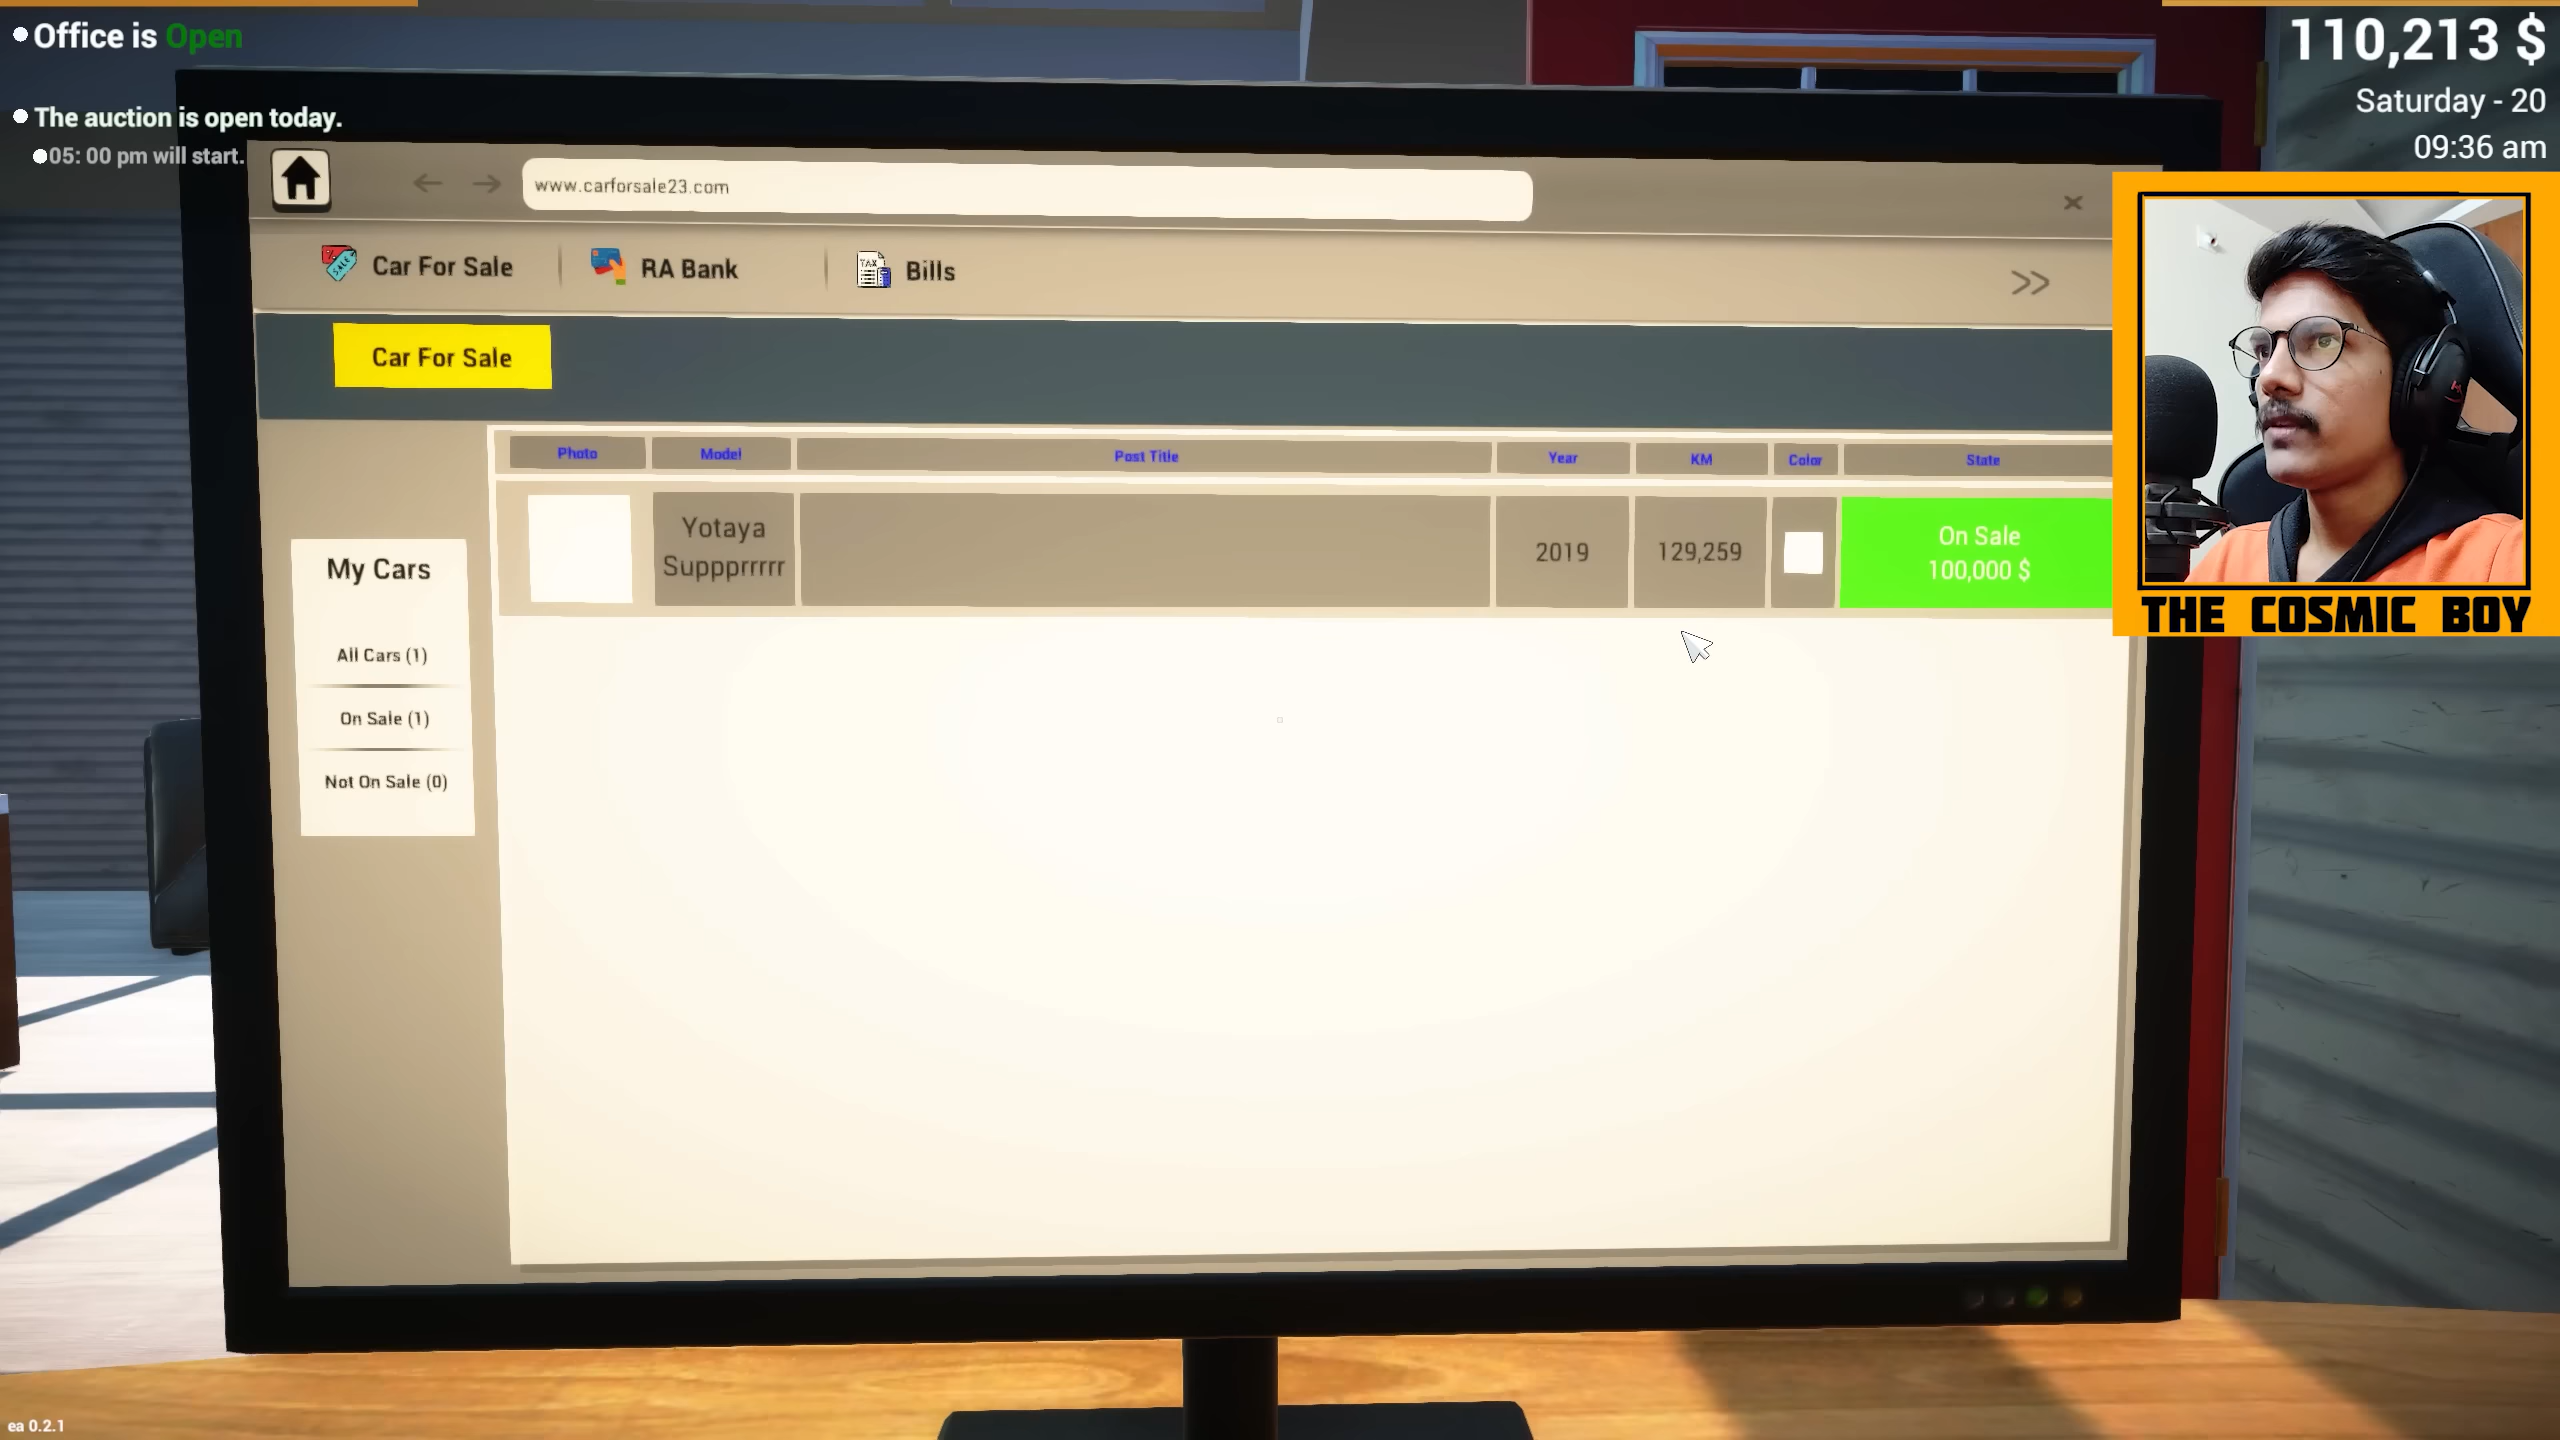 Office is Open
The auction is open today.
05: 00 pm will start.
110,213 $
Saturday - 20
09:36 am
www.carforsale23.com
Car For Sale
RA Bank
Bills
Car For Sale
Photo
Model
Post Title
Year
KM
Color
State
Yotaya
Suppprrrrr
2019
129,259
On Sale
100,000 $
My Cars
All Cars (1)
On Sale (1)
Not On Sale (0)
THE COSMIC BOY
ea 0.2.1